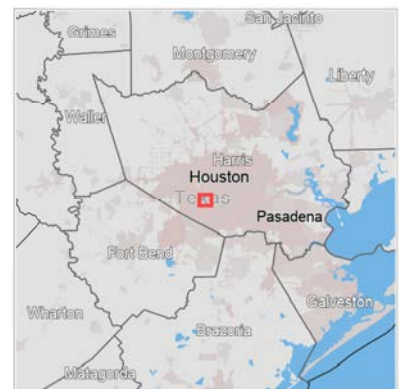 San Jacinto
Grimes
Montgomery
Liberty
Waller
Harris
Houston
Texas
Pasadena
Fort Bend
Galveston
Wharton
Brazoria
Matagorda